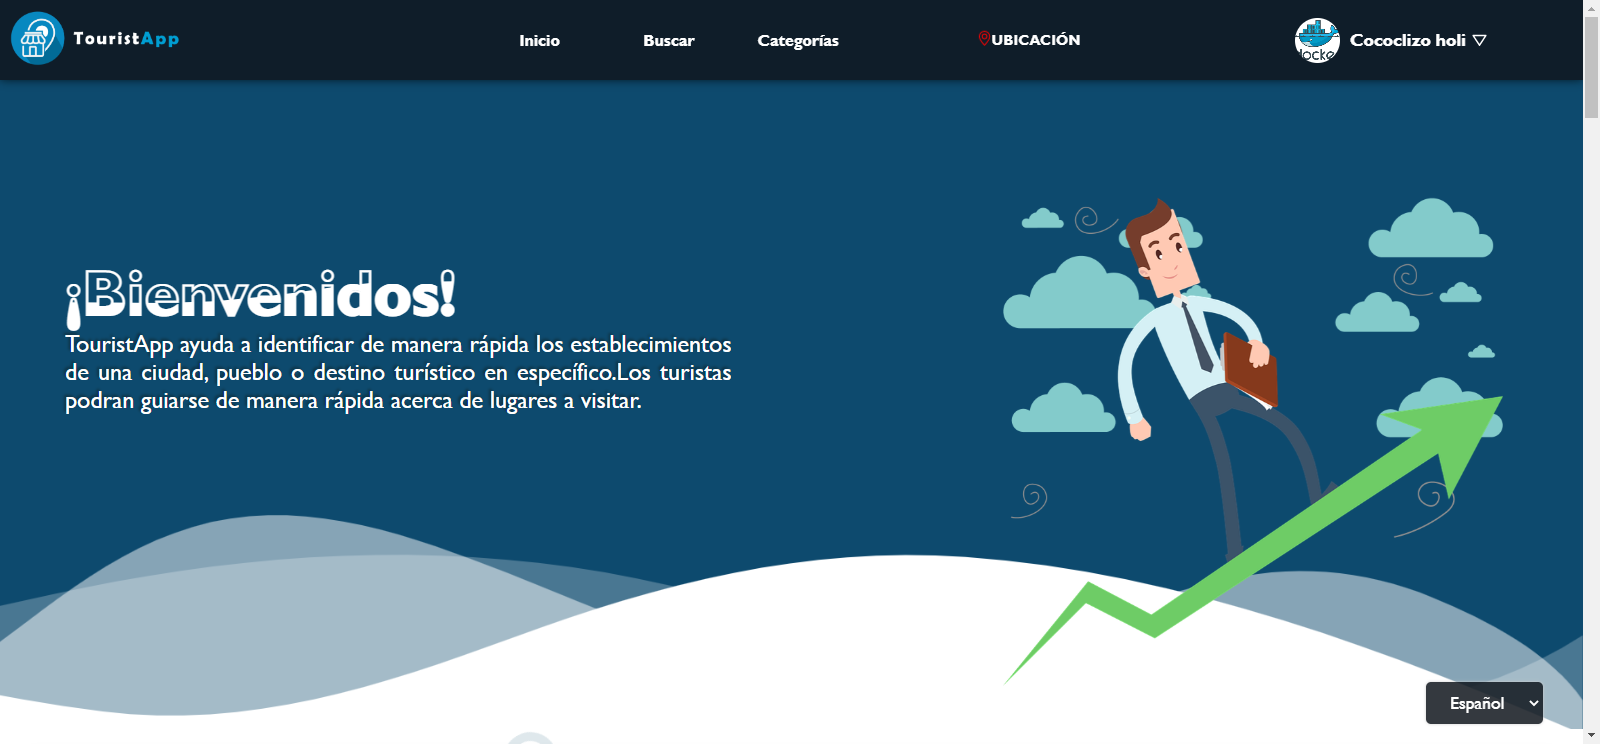 TouristApp
Inicio
Buscar
Categorías
UBICACIÓN
locke
Cococlizo holi
¡Bienvenidos!
TouristApp ayuda a identificar de manera rápida los establecimientos
de una ciudad, pueblo o destino turístico en específico.Los turistas
podran guiarse de manera rápida acerca de lugares a visitar.
Español